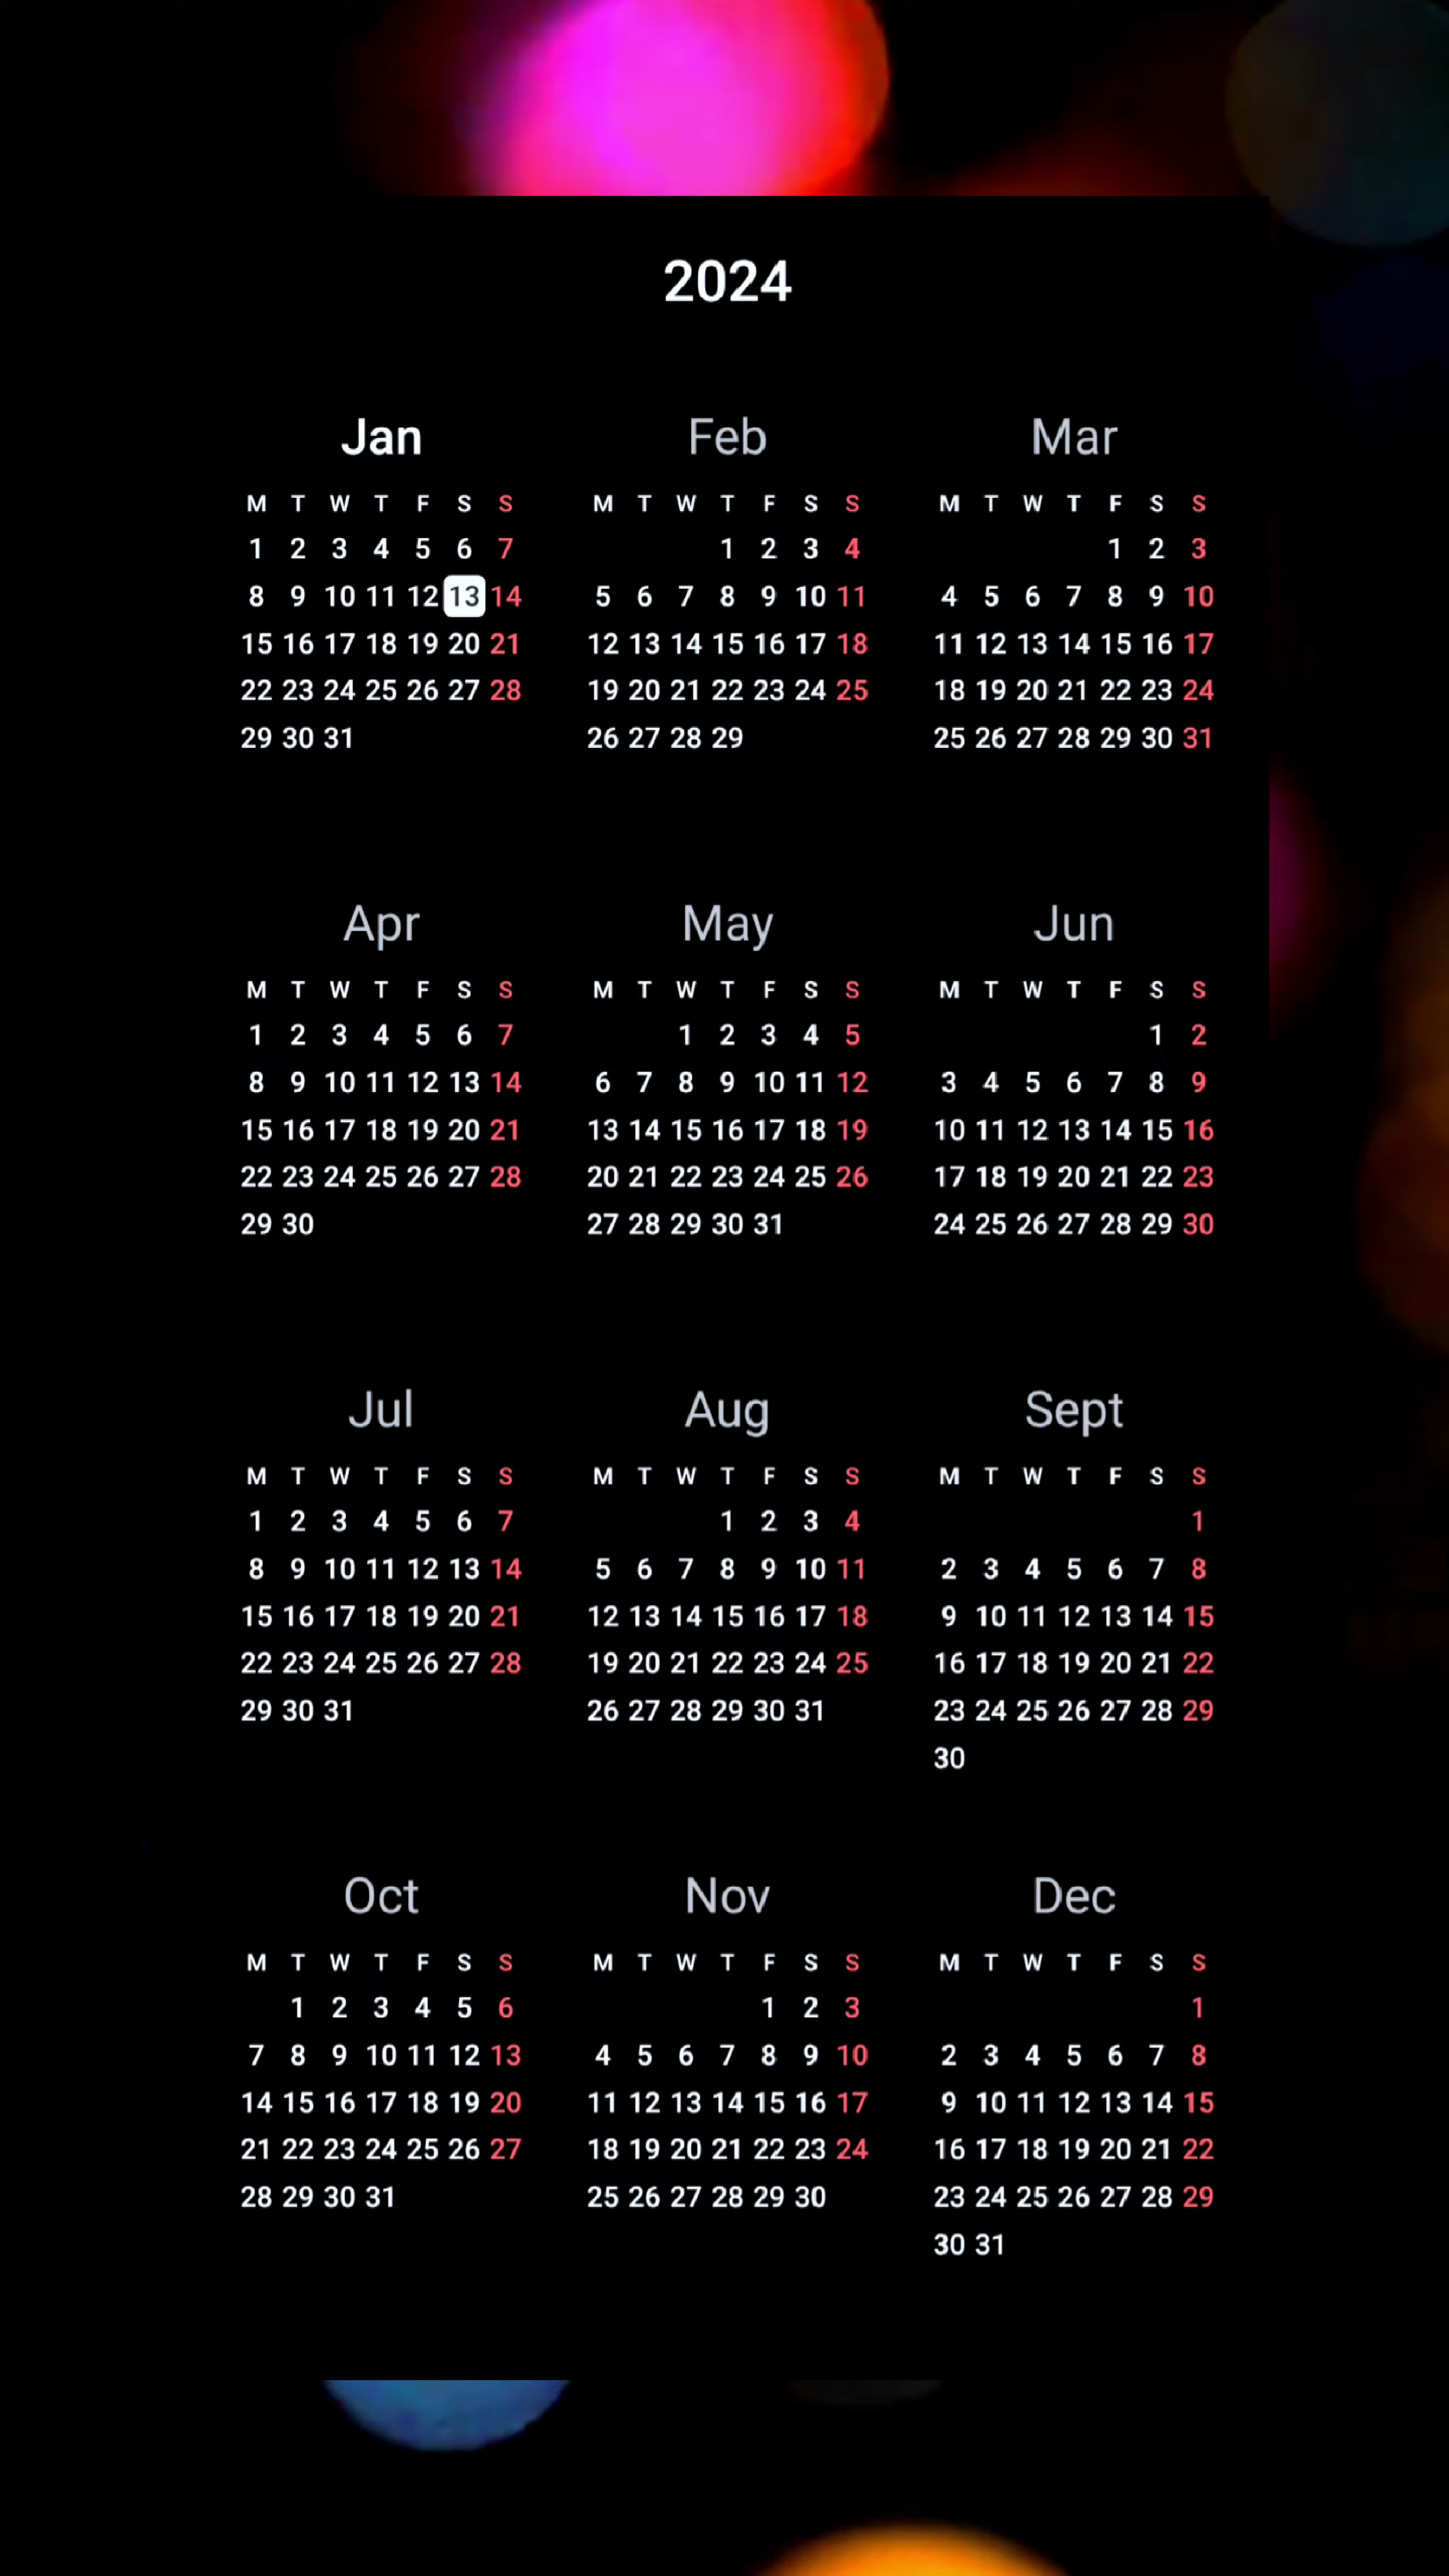 2024
Jan Feb Mar
M T W T F S S M T W T F S S M T W T F S S
1 2 3 4 5 6 7 1 2 3 4 1 2 3
8 9 10 11 12 13 14 5 6 7 8 9 10 11 4 5 6 7 8 9 10
15 16 17 18 19 20 21 12 13 14 15 16 17 18 11 12 13 14 15 16 17
22 23 24 25 26 27 28 19 20 21 22 23 24 25 18 19 20 21 22 23 24
29 30 31 26 27 28 29 25 26 27 28 29 30 31
Apr May Jun
M T W T F S S M T W T F S S M T W T F S S
1 2 3 4 5 6 7 1 2 3 4 5 1 2
8 9 10 11 12 13 14 6 7 8 9 10 11 12 3 4 5 6 7 8 9
15 16 17 18 19 20 21 13 14 15 16 17 18 19 10 11 12 13 14 15 16
22 23 24 25 26 27 28 20 21 22 23 24 25 26 17 18 19 20 21 22 23
29 30 27 28 29 30 31 24 25 26 27 28 29 30
Jul Aug Sept
M T W T F S S M T W T F S S M T W T F S S
1 2 3 4 5 6 7 1 2 3 4 1
8 9 10 11 12 13 14 5 6 7 8 9 10 11 2 3 4 5 6 7 8
15 16 17 18 19 20 21 12 13 14 15 16 17 18 9 10 11 12 13 14 15
22 23 24 25 26 27 28 19 20 21 22 23 24 25 16 17 18 19 20 21 22
29 30 31 26 27 28 29 30 31 23 24 25 26 27 28 29
30
Oct Nov Dec
M T W T F S S M T W T F S S M T W T F S S
1 2 3 4 5 6 1 2 3 1
7 8 9 10 11 12 13 4 5 6 7 8 9 10 2 3 4 5 6 7 8
14 15 16 17 18 19 20 11 12 13 14 15 16 17 9 10 11 12 13 14 15
21 22 23 24 25 26 27 18 19 20 21 22 23 24 16 17 18 19 20 21 22
28 29 30 31 25 26 27 28 29 30 23 24 25 26 27 28 29
30 31